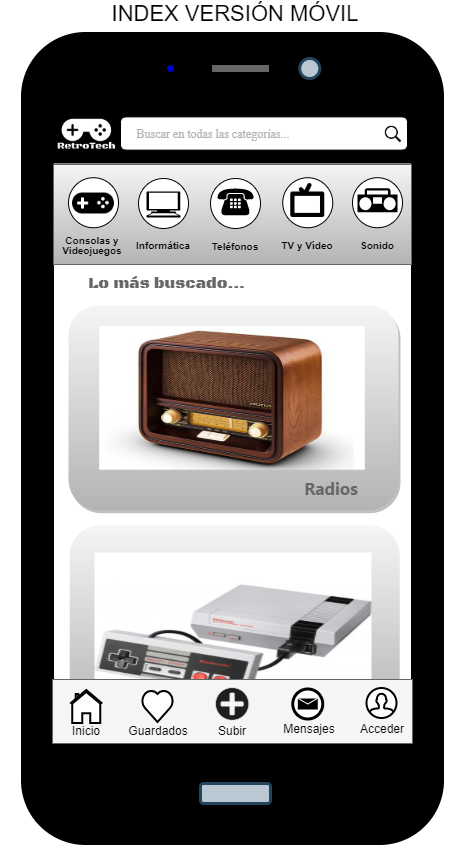 INDEX VERSIÓN MÓVIL
RetroTech
Buscar en todas las categorías...
Consolas y
Videojuegos
Informática
Teléfonos
TV y Video
Sonido
Lo más buscado...
Radios
Inicio
Guardados
Subir
Mensajes
Acceder